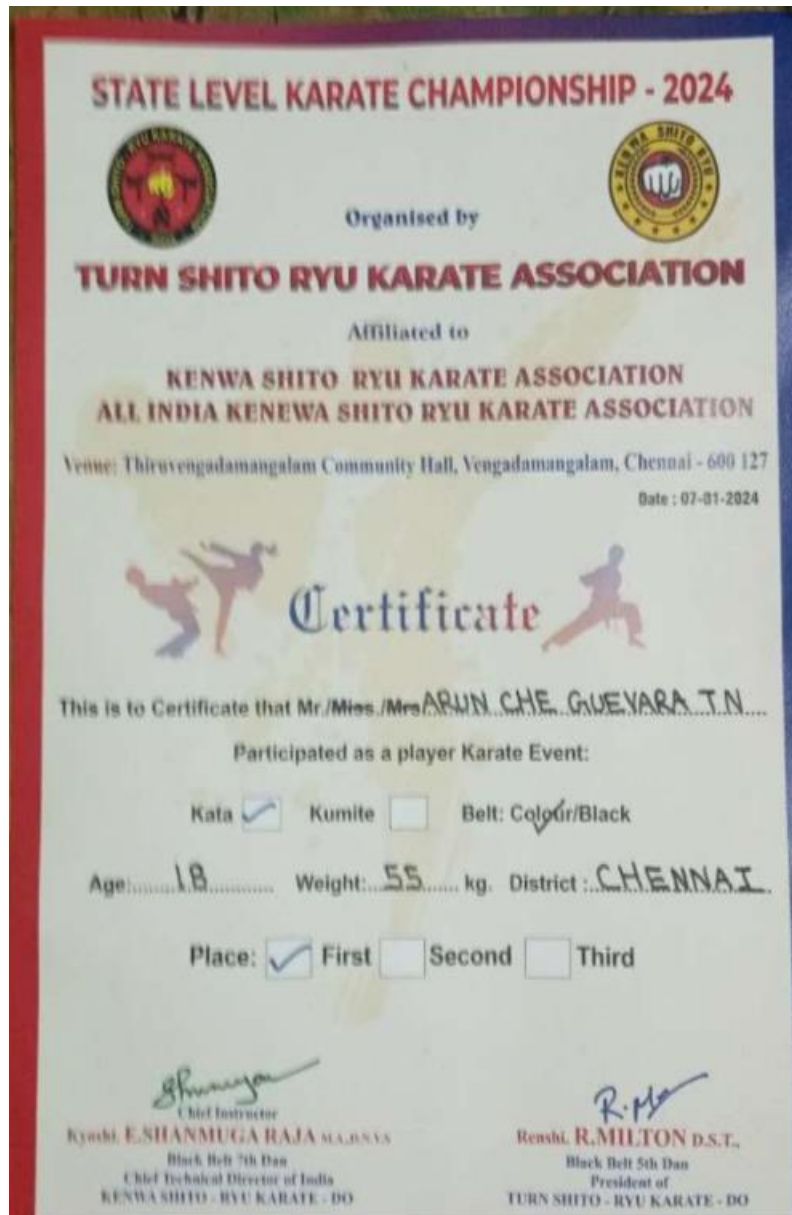 STATE LEVEL KARATE CHAMPIONSHIP - 2024
KENWA SHITO RYU
Organised by
TURN SHITO RYU KARATE ASSOCIATION
Affiliated to
KENWA SHITO RYU KARATE ASSOCIATION
ALL INDIA KENEWA SHITO RYU KARATE ASSOCIATION
Venue: Thiruvengadamangalam Community Hall, Vengadamangalam, Chennai - 600 127
Date : 07-01-2024
Certificate
This is to Certificate that Mr./Miss./Mrs ARUN CHE GUEVARA T.N
Participated as a player Karate Event:
Kata Kumite Belt: Colour/Black
Age: 18 Weight: 55 kg. District : CHENNAI
Place: First Second Third
Chief Instructor
Kyoshi. E.SHANMUGA RAJA
Renshi. R.MILTON D.S.T.,
Black Belt 7th Dan
Black Belt 5th Dan
Chief Technical Director of India
President of
KENWA SHITO - RYU KARATE - DO
TURN SHITO - RYU KARATE - DO